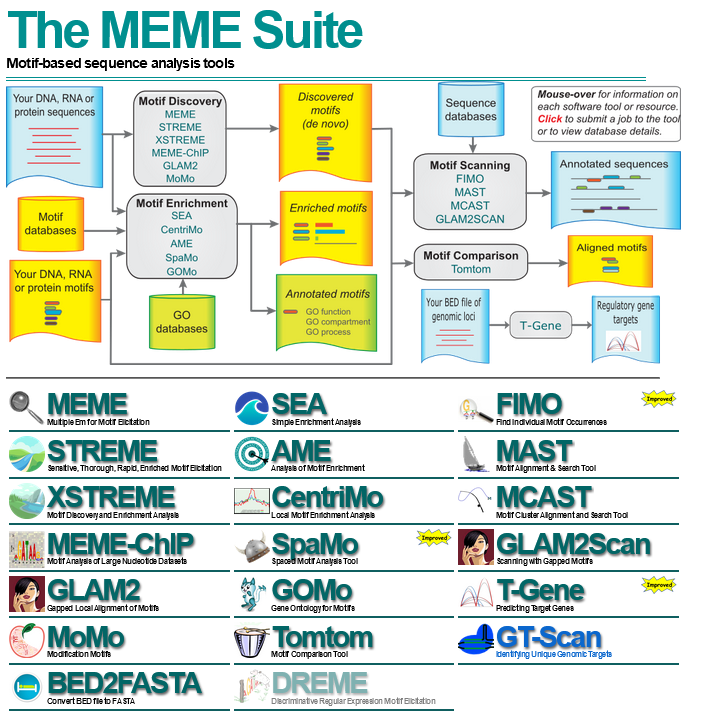 The MEME Suite
Motif-based sequence analysis tools
Your DNA, RNA or
protein sequences
Motif Discovery
MEME
STREME
XSTREME
MEME-ChIP
GLAM2
MoMo
Discovered
motifs
(de novo)
Sequence
databases
Mouse-over for information on
each software tool or resource.
Click to submit a job to the tool
or to view database details.
Motif Scanning
FIMO
MAST
MCAST
GLAM2SCAN
Annotated sequences
Motif
databases
Motif Enrichment
SEA
CentriMo
AME
SpaMo
GOMo
Enriched motifs
Motif Comparison
Tomtom
Aligned motifs
Your DNA, RNA
or protein motifs
GO
databases
Annotated motifs
GO function
GO compartment
GO process
Your BED file of
genomic loci
T-Gene
Regulatory gene
targets
MEME
Multiple Em for Motif Elicitation
SEA
Simple Enrichment Analysis
FIMO
Find Individual Motif Occurrences
Improved
STREME
Sensitive, Thorough, Rapid, Enriched Motif Elicitation
AME
Analysis of Motif Enrichment
MAST
Motif Alignment & Search Tool
XSTREME
Motif Discovery and Enrichment Analysis
CentriMo
Local Motif Enrichment Analysis
MCAST
Motif Cluster Alignment and Search Tool
MEME-ChIP
Motif Analysis of Large Nucleotide Datasets
SpaMo
Spaced Motif Analysis Tool
Improved
GLAM2Scan
Scanning with Gapped Motifs
GLAM2
Gapped Local Alignment of Motifs
GOMo
Gene Ontology for Motifs
T-Gene
Predicting Target Genes
Improved
MoMo
Modification Motifs
Tomtom
Motif Comparison Tool
GT-Scan
Identifying Unique Genomic Targets
BED2FASTA
Convert BED file to FASTA
DREME
Discriminative Regular Expression Motif Elicitation